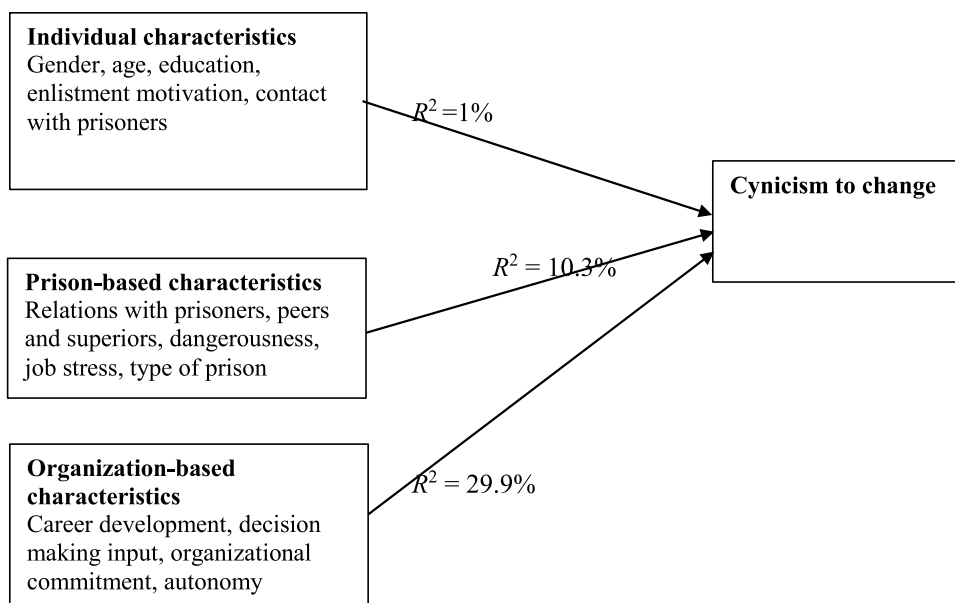 Individual characteristics
Gender, age, education,
enlistment motivation, contact
with prisoners
R² =1%
Cynicism to change
Prison-based characteristics
Relations with prisoners, peers
and superiors, dangerousness,
job stress, type of prison
R² = 10.3%
Organization-based
characteristics
Career development, decision
making input, organizational
commitment, autonomy
R² = 29.9%